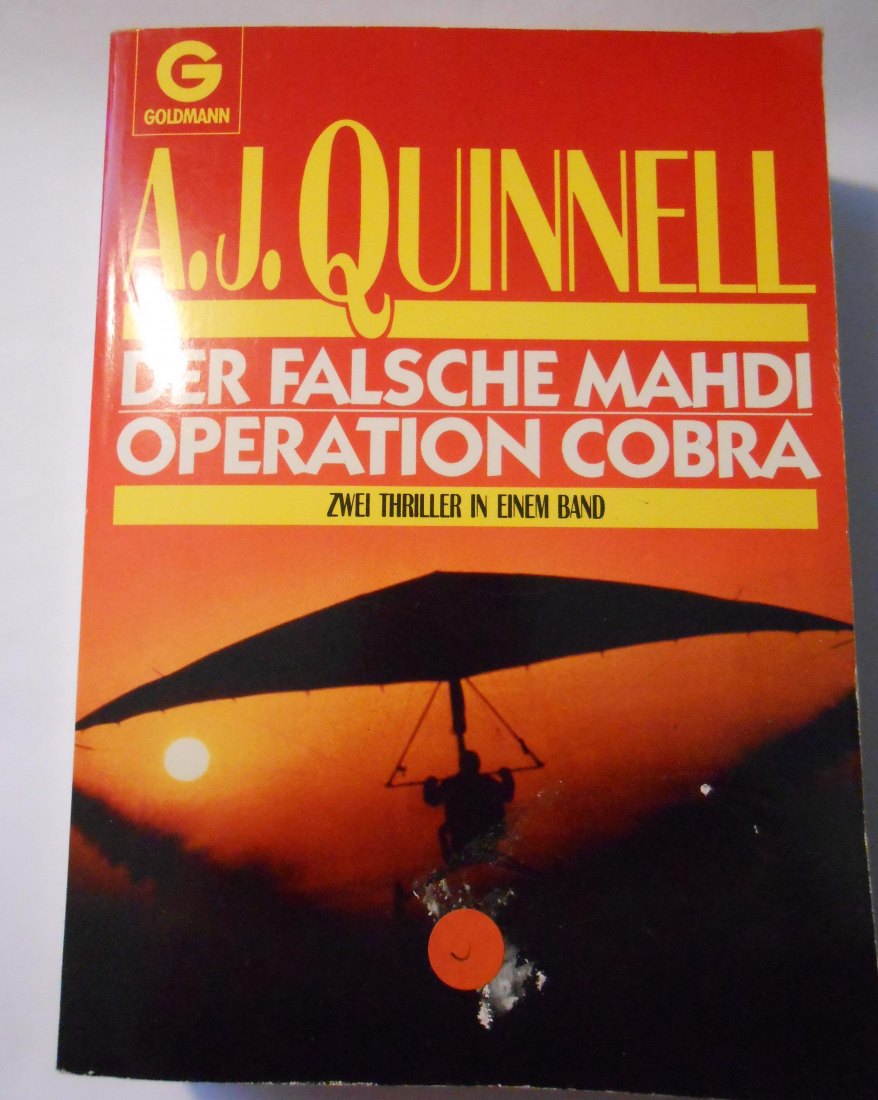 G
GOLDMANN
A.J. QUINNELL
DER FALSCHE MAHDI
OPERATION COBRA
ZWEI THRILLER IN EINEM BAND